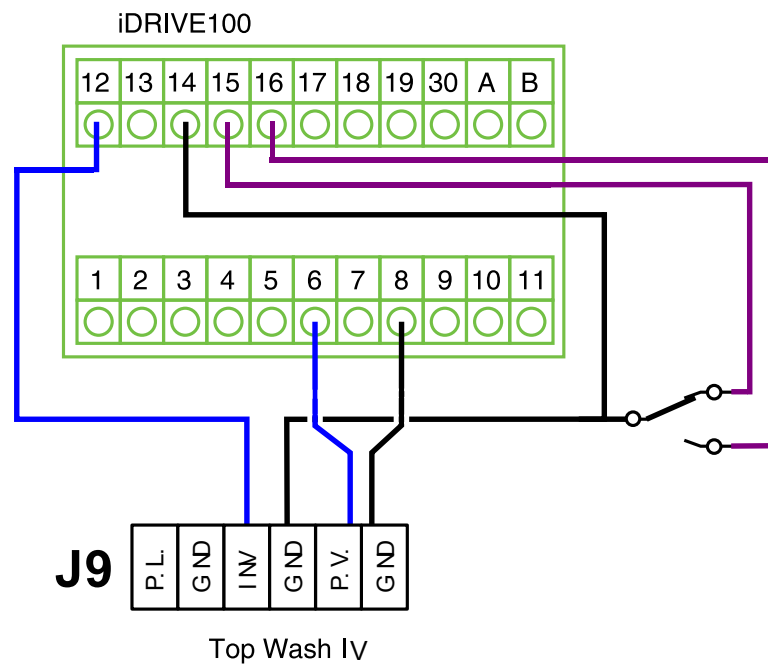 iDRIVE100
12 13 14 15 16 17 18 19 30 A B
1 2 3 4 5 6 7 8 9 10 11
J9 P.L. GND INV GND P.V. GND
Top Wash IV